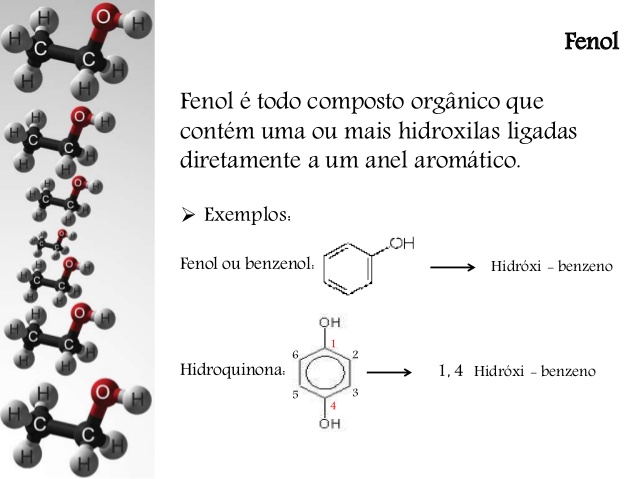 Fenol
Fenol é todo composto orgânico que
contém uma ou mais hidroxilas ligadas
diretamente a um anel aromático.
➢ Exemplos:
OH
Fenol ou benzenol:
Hidróxi - benzeno
OH
1
6
2
Hidroquinona:
1, 4 Hidróxi - benzeno
5
3
4
OH
O H
H
H C
C H
H
H
O H
H C
C H
H
H
O H
C
C
H
O H
C
C
O H
H C
C H
H
H
O H
H C
C H
H
H
O H
H
H C
C H
H
H